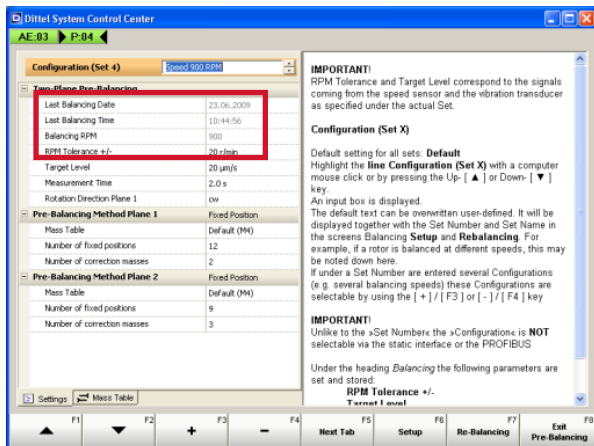 Dittel System Control Center
AE:03 P:04
Configuration (Set 4) Speed 900 RPM
Two-Plane Pre-Balancing
Last Balancing Date 23.06.2009
Last Balancing Time 10:44:56
Balancing RPM 900
RPM Tolerance +/- 20 r/min
Target Level 20 µm/s
Measurement Time 2.0 s
Rotation Direction Plane 1 cw
Pre-Balancing Method Plane 1 Fixed Position
Mass Table Default (M4)
Number of fixed positions 12
Number of correction masses 2
Pre-Balancing Method Plane 2 Fixed Position
Mass Table Default (M4)
Number of fixed positions 9
Number of correction masses 3
Settings Mass Table
IMPORTANT!
RPM Tolerance and Target Level correspond to the signals
coming from the speed sensor and the vibration transducer
as specified under the actual Set.
Configuration (Set X)
Default setting for all sets: Default
Highlight the line Configuration (Set X) with a computer
mouse click or by pressing the Up- [ ▲ ] or Down- [ ▼ ]
key.
An input box is displayed.
The default text can be overwritten user-defined. It will be
displayed together with the Set Number and Set Name in
the screens Balancing Setup and Rebalancing. For
example, if a rotor is balanced at different speeds, this may
be noted down here.
If under a Set Number are entered several Configurations
(e.g. several balancing speeds) these Configurations are
selectable by using the [ + ] / [ F3 ] or [ - ] / [ F4 ] key
IMPORTANT!
Unlike to the »Set Number« the »Configuration« is NOT
selectable via the static interface or the PROFIBUS
Under the heading Balancing the following parameters are
set and stored:
RPM Tolerance +/-
Target Level
F1 F2 F3 F4 F5 F6 F7 F8
▲ ▼ + - Next Tab Setup Re-Balancing Exit
Pre-Balancing